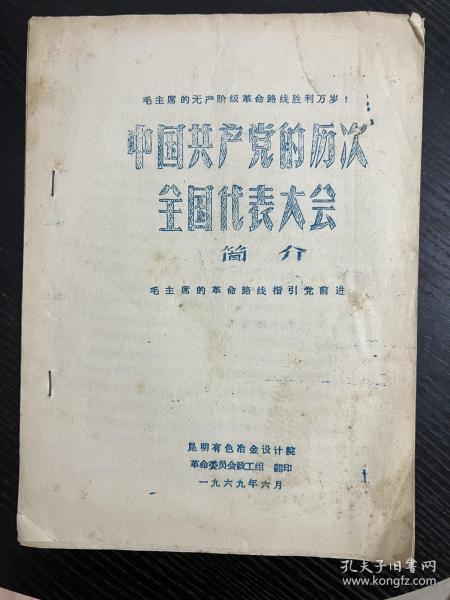 毛主席的无产阶级革命路线胜利万岁！
中国共产党的历次
全国代表大会
简介
毛主席的革命路线指引党前进
昆明有色冶金设计院
革命委员会政工组 翻印
一九六九年六月
孔夫子旧书网
www.kongfz.com